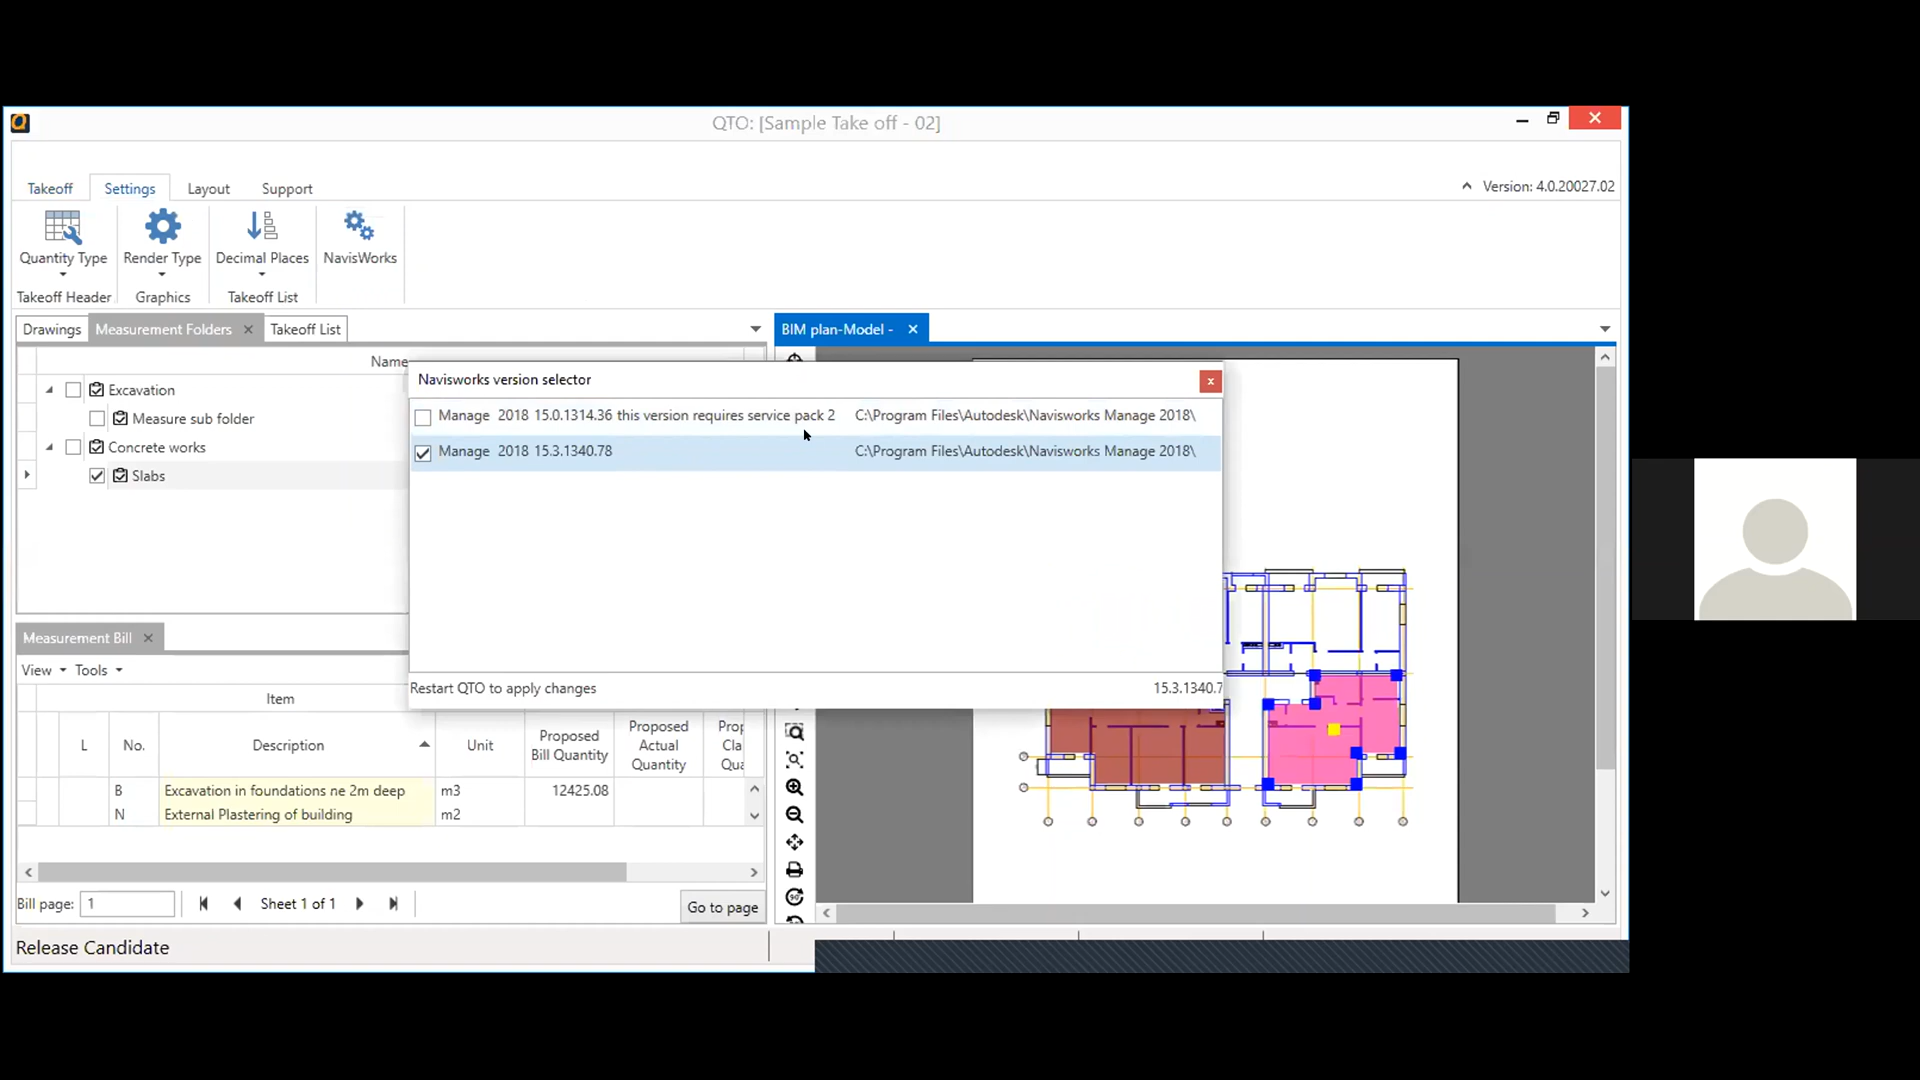 QTO: [Sample Take off - 02]
Takeoff Settings Layout Support
Version: 4.0.20027.02
Quantity Type Render Type Decimal Places NavisWorks
Takeoff Header Graphics Takeoff List
Drawings Measurement Folders Takeoff List
BIM plan-Model -
Name
Navisworks version selector
Excavation
Manage 2018 15.0.1314.36 this version requires service pack 2 C:\Program Files\Autodesk\Navisworks Manage 2018\
Measure sub folder
Concrete works
Manage 2018 15.3.1340.78 C:\Program Files\Autodesk\Navisworks Manage 2018\
Slabs
Measurement Bill
View Tools
Restart QTO to apply changes 15.3.1340.7
Item
L No. Description Unit
Proposed
Bill Quantity
Proposed
Actual
Quantity
Prop
Cla
Qua
B Excavation in foundations ne 2m deep m3 12425.08
N External Plastering of building m2
Bill page: 1 Sheet 1 of 1 Go to page
Release Candidate